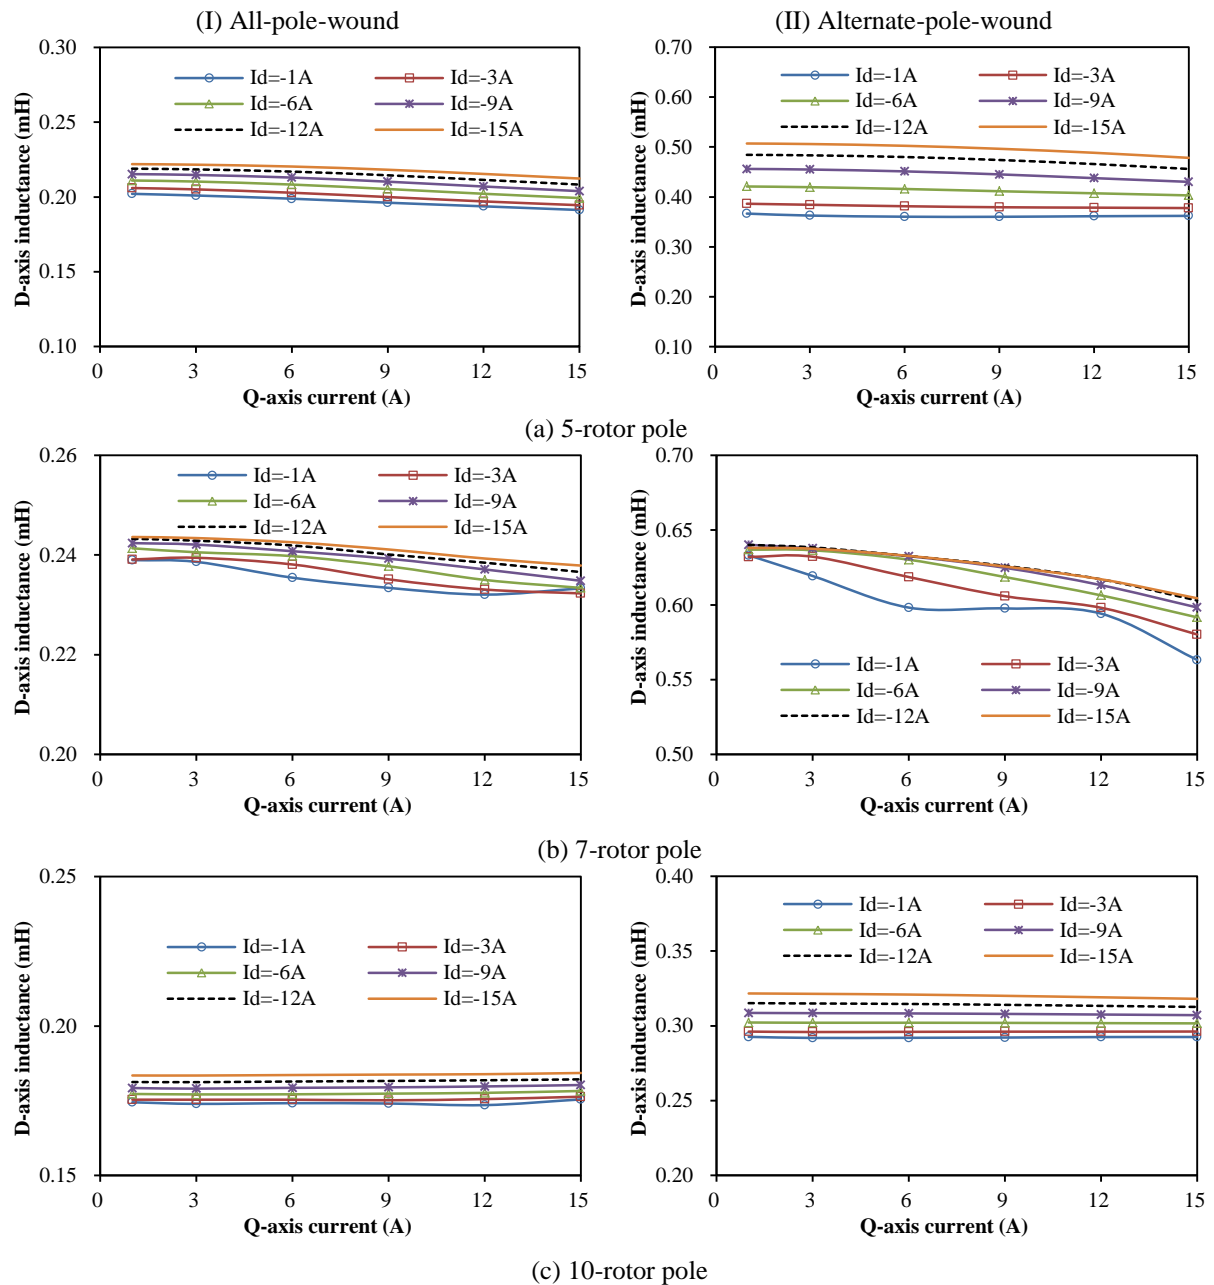 (I) All-pole-wound
(II) Alternate-pole-wound
D-axis inductance (mH)
0.30
0.25
0.20
0.15
0.10
Id=-1A
Id=-3A
Id=-6A
Id=-9A
Id=-12A
Id=-15A
0 3 6 9 12 15
Q-axis current (A)
D-axis inductance (mH)
0.70
0.60
0.50
0.40
0.30
0.20
0.10
Id=-1A
Id=-3A
Id=-6A
Id=-9A
Id=-12A
Id=-15A
0 3 6 9 12 15
Q-axis current (A)
(a) 5-rotor pole
D-axis inductance (mH)
0.26
0.24
0.22
0.20
Id=-1A
Id=-3A
Id=-6A
Id=-9A
Id=-12A
Id=-15A
0 3 6 9 12 15
Q-axis current (A)
D-axis inductance (mH)
0.70
0.65
0.60
0.55
0.50
Id=-1A
Id=-3A
Id=-6A
Id=-9A
Id=-12A
Id=-15A
0 3 6 9 12 15
Q-axis current (A)
(b) 7-rotor pole
D-axis inductance (mH)
0.25
0.20
0.15
Id=-1A
Id=-3A
Id=-6A
Id=-9A
Id=-12A
Id=-15A
0 3 6 9 12 15
Q-axis current (A)
D-axis inductance (mH)
0.40
0.35
0.30
0.25
0.20
Id=-1A
Id=-3A
Id=-6A
Id=-9A
Id=-12A
Id=-15A
0 3 6 9 12 15
Q-axis current (A)
(c) 10-rotor pole